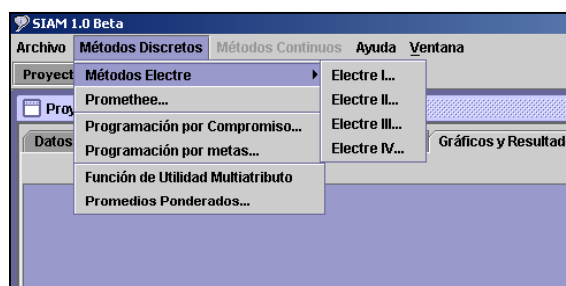 SIAM 1.0 Beta
Archivo Métodos Discretos Métodos Continuos Ayuda Ventana
Proyect
Métodos Electre
Electre I...
Promethee...
Electre II...
Programación por Compromiso...
Electre III...
Programación por metas...
Electre IV...
Función de Utilidad Multiatributo
Promedios Ponderados...
Proy
Datos
Gráficos y Resultad